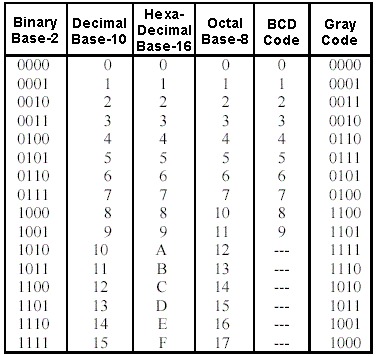 Binary Base-2 Decimal Base-10 Hexa- Decimal Base-16 Octal Base-8 BCD Code Gray Code
0000 0 0 0 0 0000
0001 1 1 1 1 0001
0010 2 2 2 2 0011
0011 3 3 3 3 0010
0100 4 4 4 4 0110
0101 5 5 5 5 0111
0110 6 6 6 6 0101
0111 7 7 7 7 0100
1000 8 8 10 8 1100
1001 9 9 11 9 1101
1010 10 A 12 --- 1111
1011 11 B 13 --- 1110
1100 12 C 14 --- 1010
1101 13 D 15 --- 1011
1110 14 E 16 --- 1001
1111 15 F 17 --- 1000